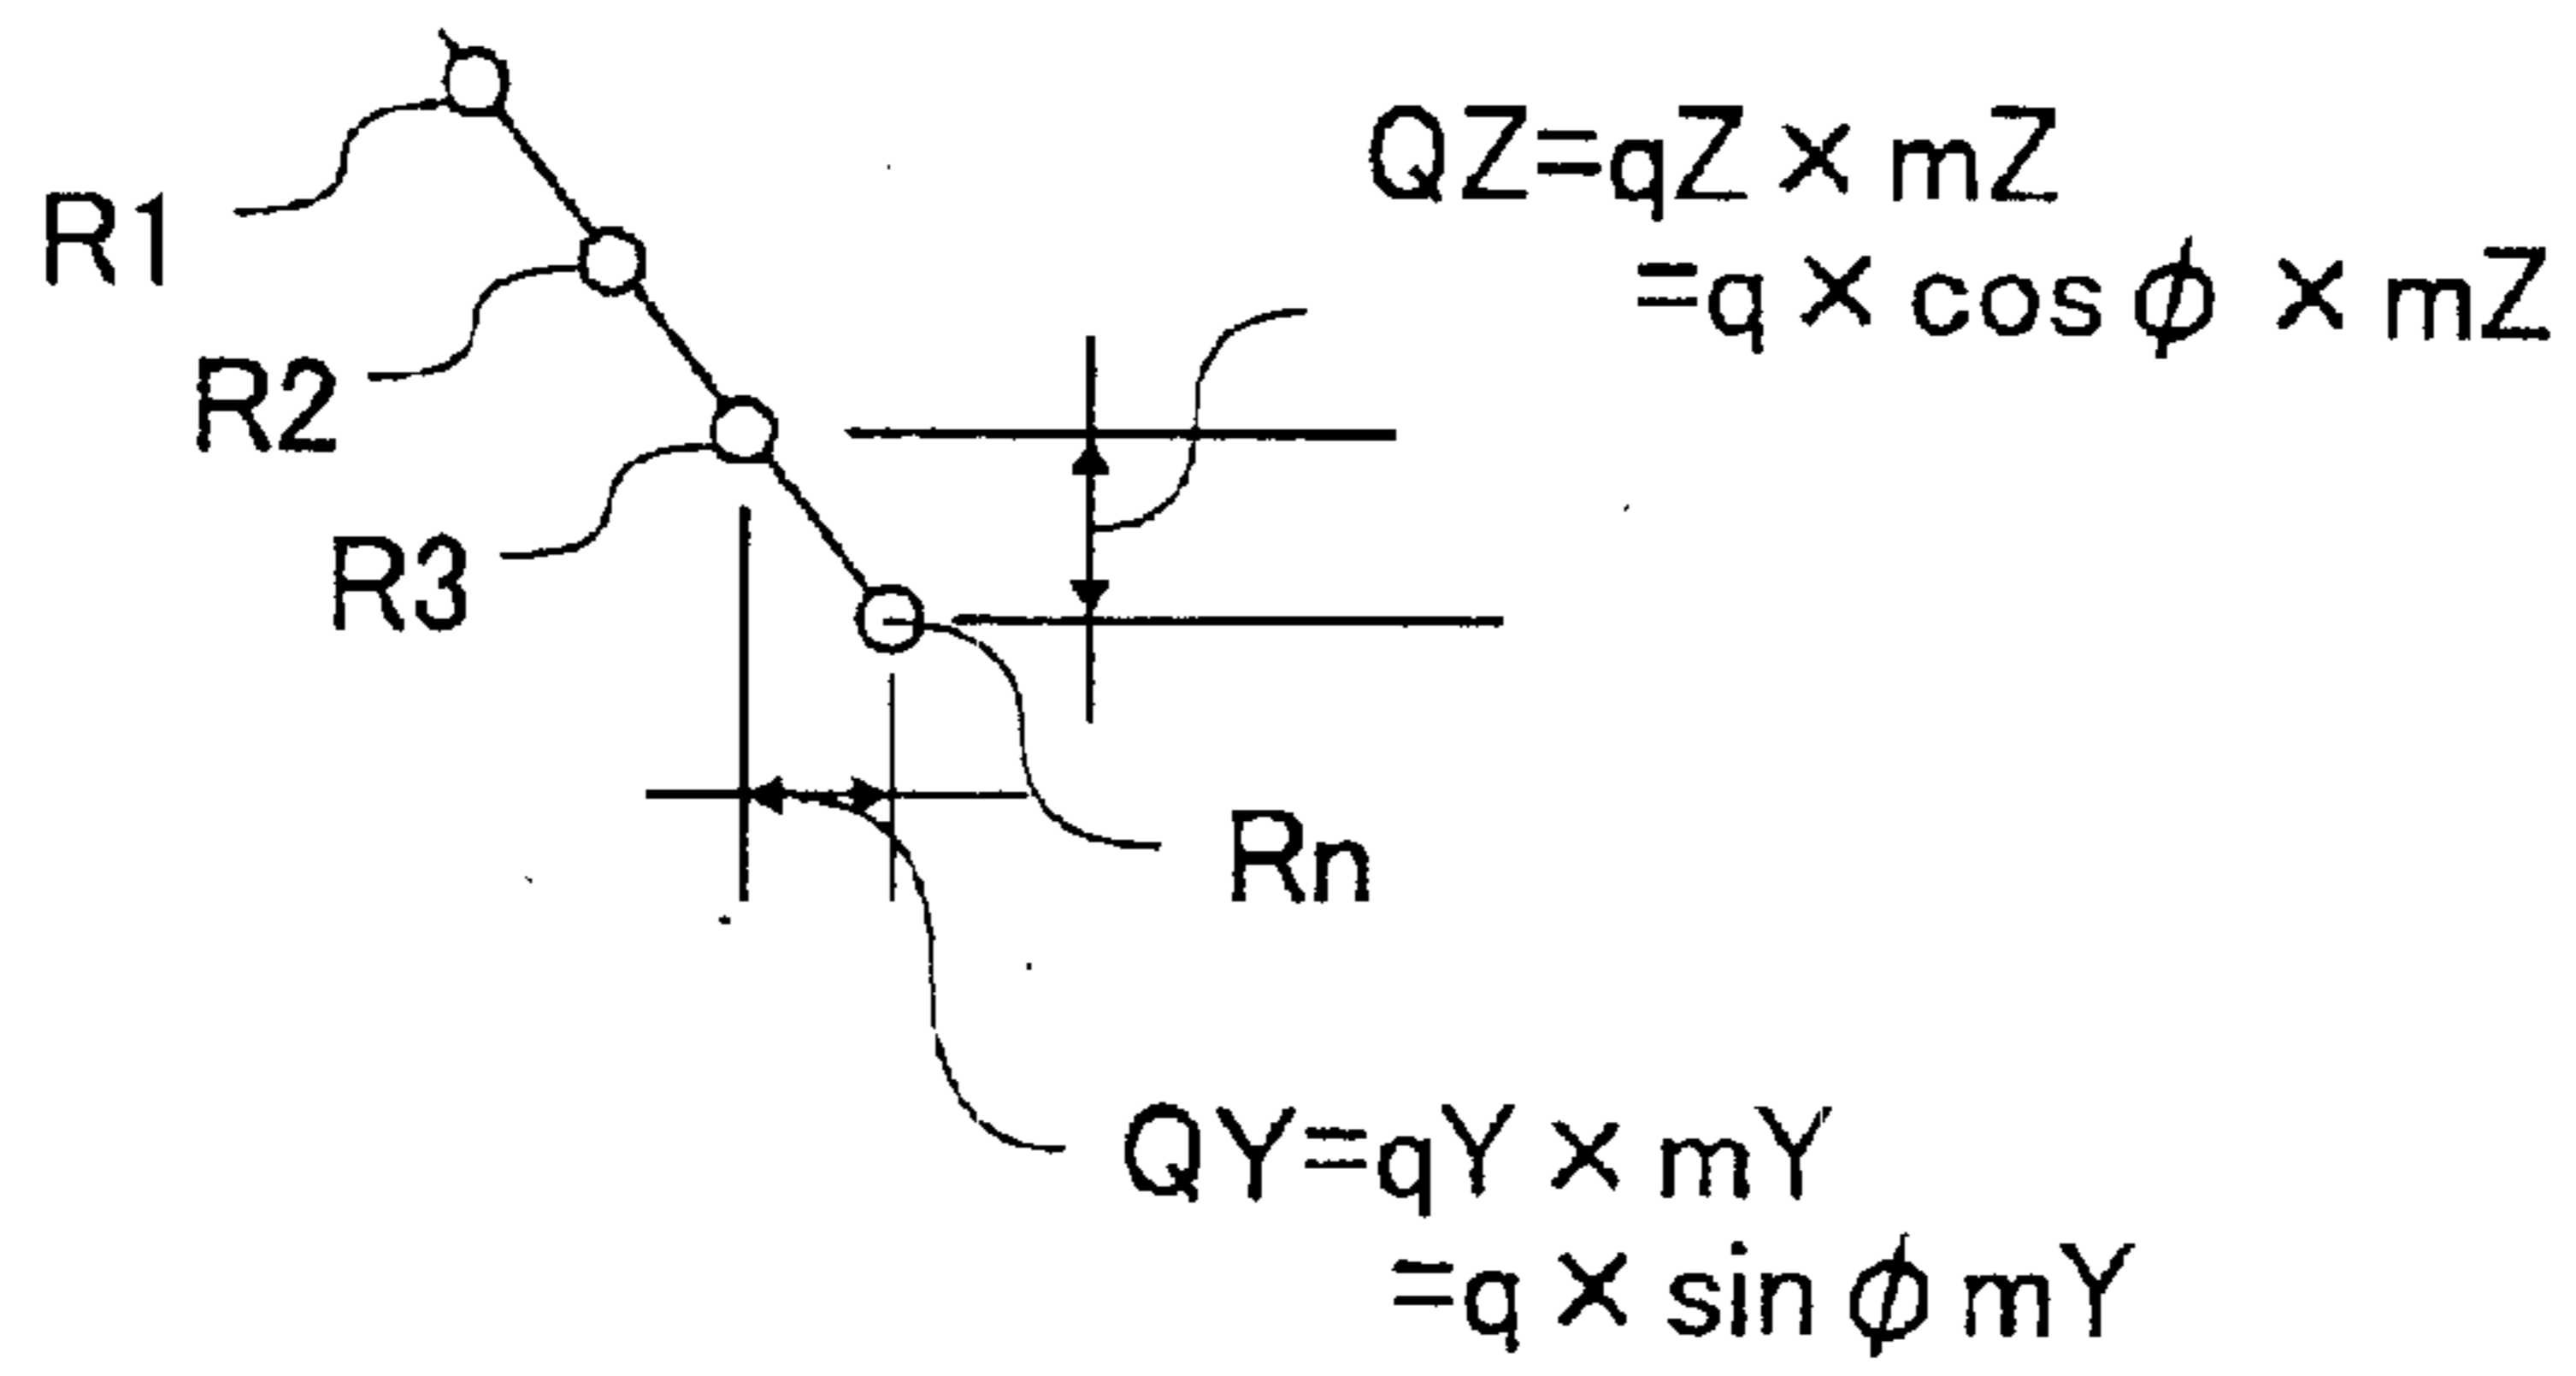 R1
R2
R3
Rn
QZ=qZ×mZ
=q×cosϕ×mZ
QY=qY×mY
=q×sinϕmY